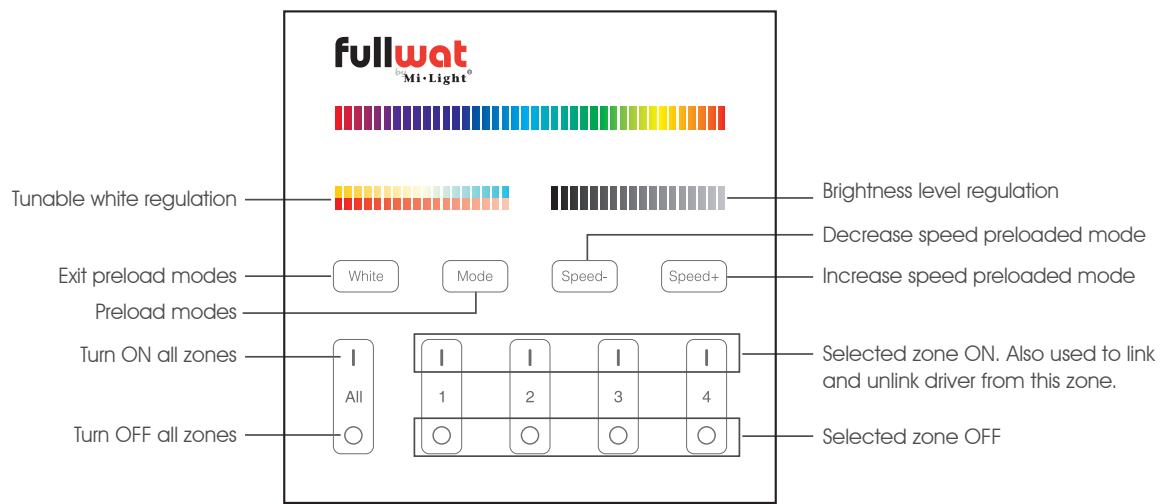 fullwat
by
Mi·Light®
Tunable white regulation
Brightness level regulation
Decrease speed preloaded mode
Exit preload modes
White
Mode
Speed-
Speed+
Increase speed preloaded mode
Preload modes
Turn ON all zones
I
I
I
I
I
Selected zone ON. Also used to link
and unlink driver from this zone.
All
1
2
3
4
Turn OFF all zones
Selected zone OFF